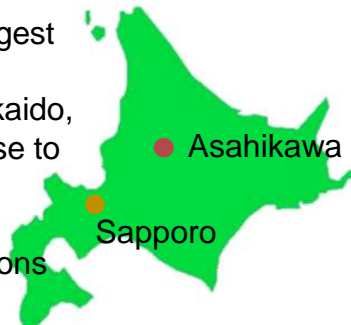 gest
kaido,
se to
Asahikawa
Sapporo
ons